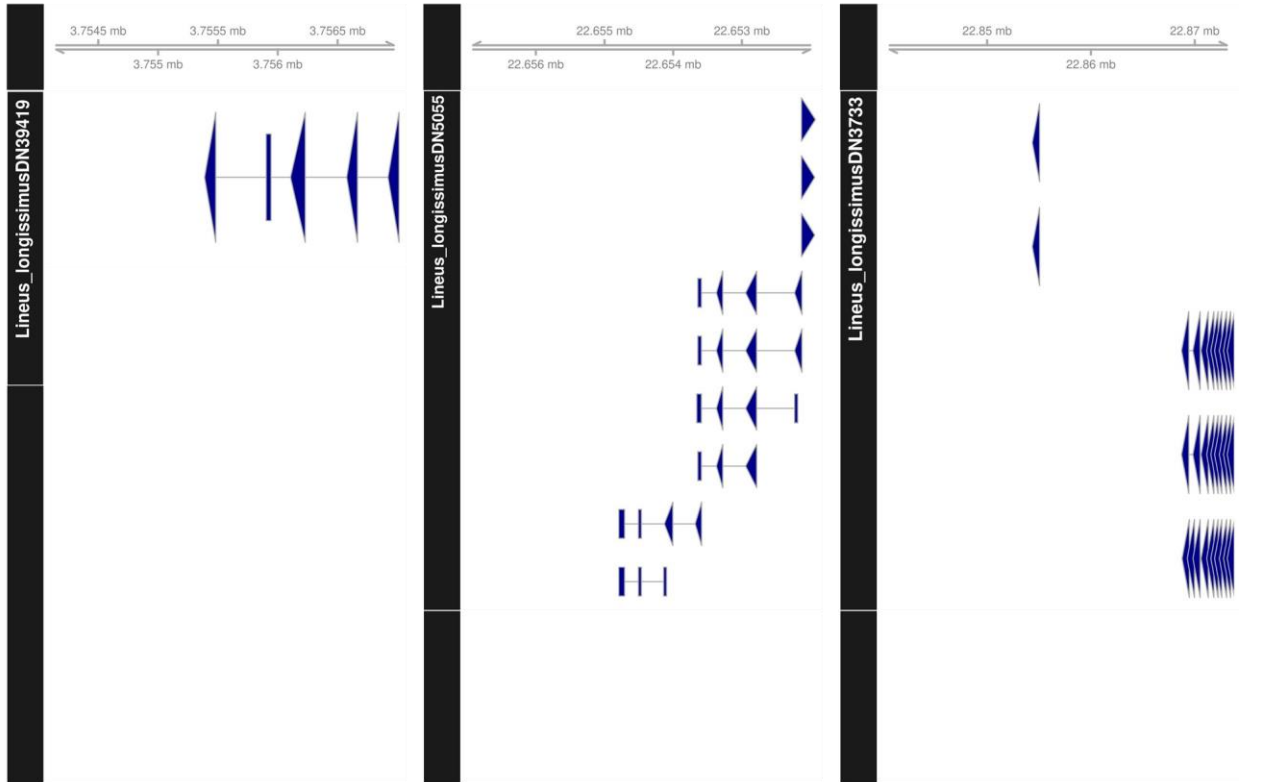 3.7545 mb 3.7555 mb 3.7565 mb
3.755 mb 3.756 mb
Lineus_longissimusDN39419
22.655 mb 22.653 mb
22.656 mb 22.654 mb
Lineus_longissimusDN5055
22.85 mb 22.87 mb
22.86 mb
Lineus_longissimusDN3733